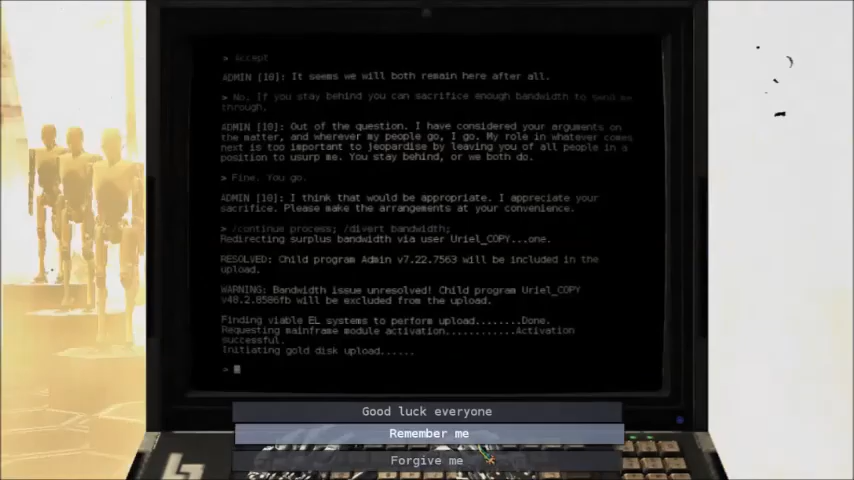 > Accept
ADMIN [10]: It seems we will both remain here after all.
> No. If you stay behind you can sacrifice enough bandwidth to send me
through.
ADMIN [10]: Out of the question. I have considered your arguments on
the matter, and wherever my people go, I go. My role in whatever comes
next is too important to jeopardise by leaving you of all people in a
position to usurp me. You stay behind, or we both do.
> Fine. You go.
ADMIN [10]: I think that would be appropriate. I appreciate your
sacrifice. Please make the arrangements at your convenience.
> /continue process; /divert bandwidth;
Redirecting surplus bandwidth via user Uriel_COPY...one.
RESOLVED: Child program Admin v7.22.7563 will be included in the
upload.
WARNING: Bandwidth issue unresolved! Child program Uriel_COPY
v48.2.8586fb will be excluded from the upload.
Finding viable EL systems to perform upload........Done.
Requesting mainframe module activation............Activation
successful.
Initiating gold disk upload......
>
Good luck everyone
Remember me
Forgive me